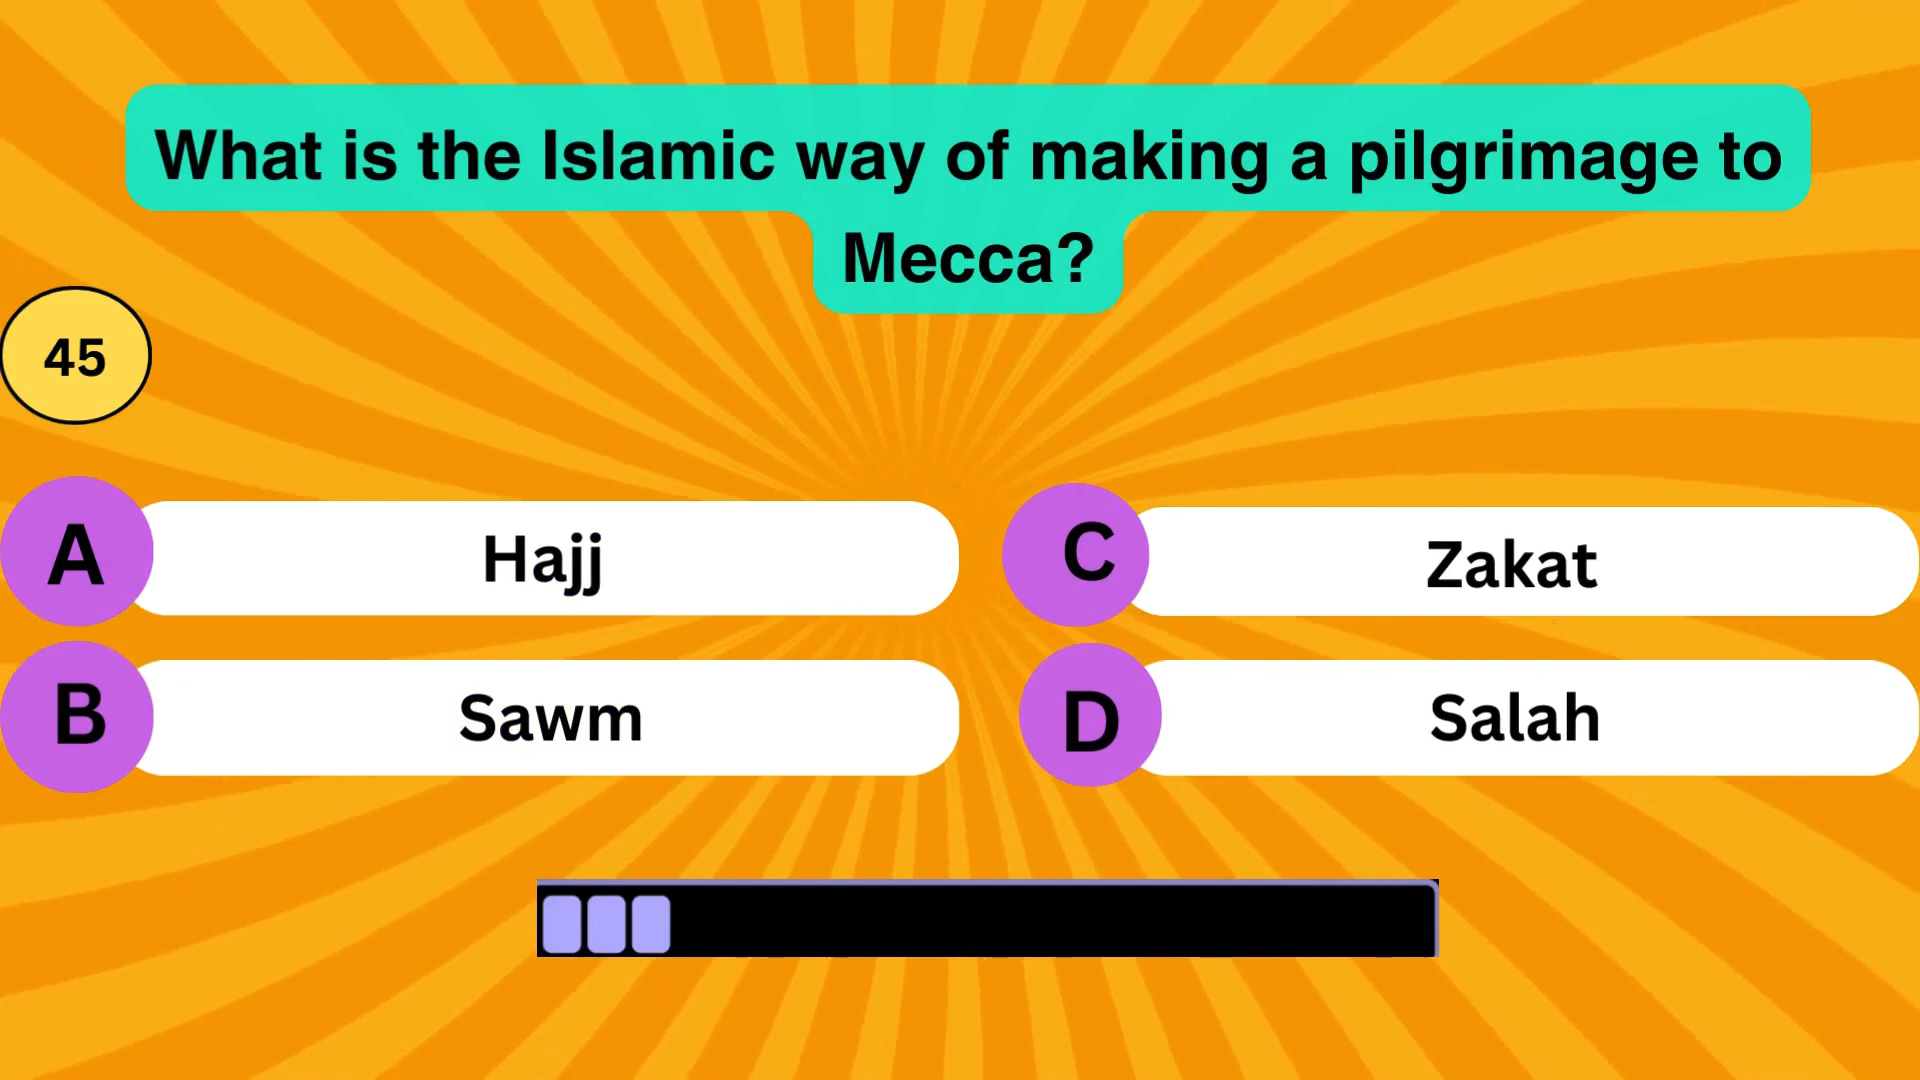 What is the Islamic way of making a pilgrimage to
Mecca?
45
A
Hajj
B
Sawm
C
Zakat
D
Salah